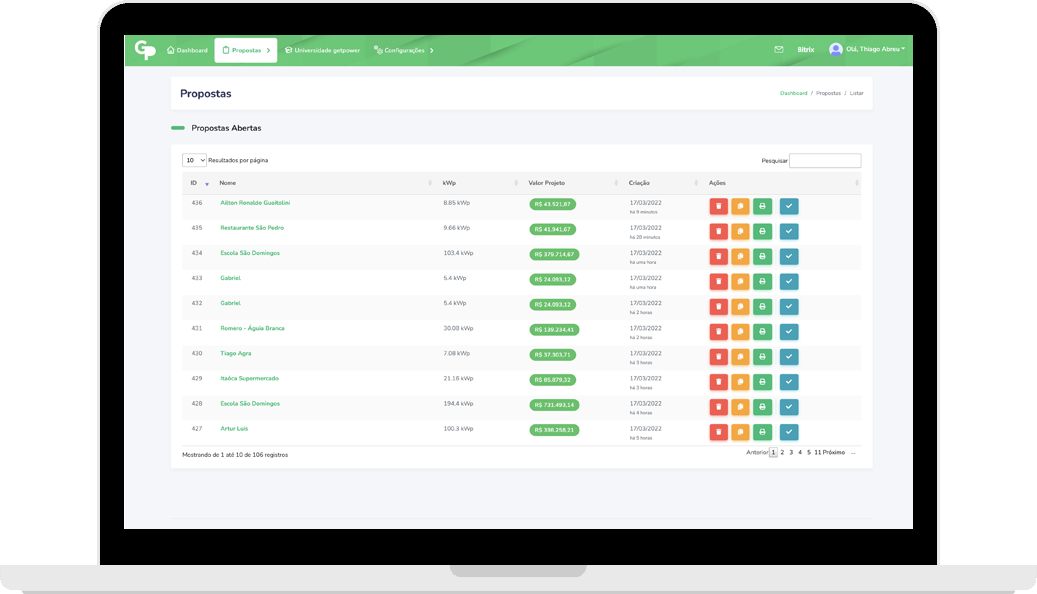 GP Dashboard Propostas Universidade getpower Configurações Bitrix Olá, Thiago Abreu
Propostas
Dashboard / Propostas / Listar
Propostas Abertas
10 Resultados por página Pesquisar
ID Nome kWp Valor Projeto Criação Ações
436 Ailton Ronaldo Gusitolini 8.85 kWp R$ 43.521,87 17/03/2022
há 9 minutos
435 Restaurante São Pedro 9.66 kWp R$ 41.941,67 17/03/2022
há 28 minutos
434 Escola São Domingos 103.4 kWp R$ 379.714,67 17/03/2022
há uma hora
433 Gabriel 5.4 kWp R$ 24.093,12 17/03/2022
há uma hora
432 Gabriel 5.4 kWp R$ 24.093,12 17/03/2022
há 2 horas
431 Romero - Águia Branca 30.08 kWp R$ 139.234,41 17/03/2022
há 2 horas
430 Tiago Agra 7.08 kWp R$ 37.303,71 17/03/2022
há 3 horas
429 Itaóca Supermercado 21.16 kWp R$ 85.879,32 17/03/2022
há 3 horas
428 Escola São Domingos 194.4 kWp R$ 731.493,14 17/03/2022
há 4 horas
427 Artur Luis 100.3 kWp R$ 398.258,21 17/03/2022
há 5 horas
Mostrando de 1 até 10 de 106 registros Anterior 1 2 3 4 5 11 Próximo ...